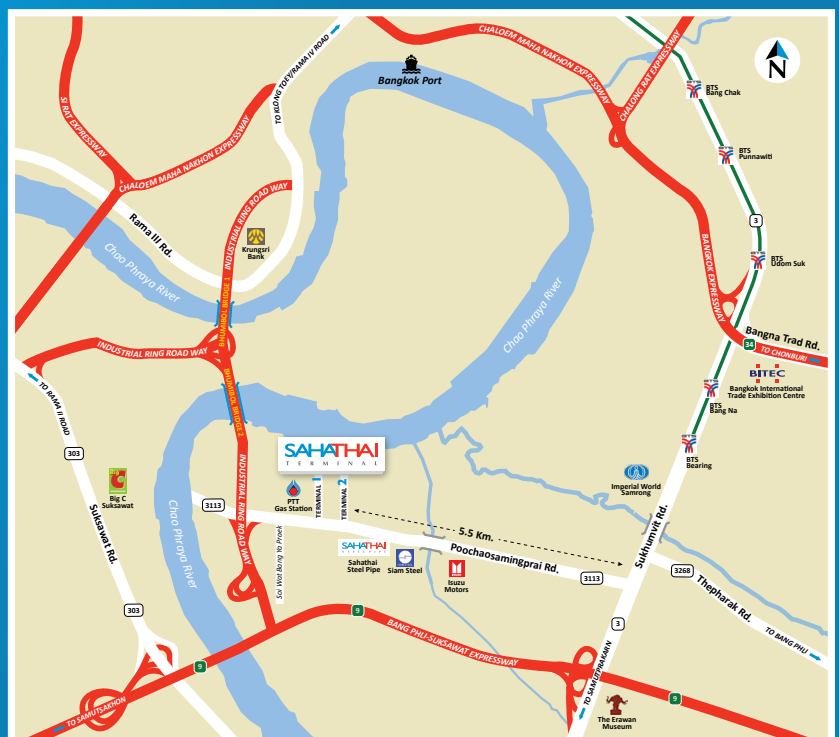 CHALOEM MAHA NAKHON EXPRESSWAY
TO KLONG TOEY/RAMA IV ROAD
CHALONG RAT EXPRESSWAY
N
Bangkok Port
BTS
Bang Chak
SI RAT EXPRESSWAY
CHALOEM MAHA NAKHON EXPRESSWAY
BTS
Punnawiti
INDUSTRIAL RING ROAD WAY
Rama III Rd.
3
Krungsri
Bank
BANGKOK EXPRESSWAY
BTS
Udom Suk
Chao Phraya River
BHUMIBOL BRIDGE 1
Chao Phraya River
Bangna Trad Rd.
34
TO CHONBURI
INDUSTRIAL RING ROAD WAY
BITEC
Bangkok International
Trade Exhibition Centre
TO RAMA II ROAD
BHUMIBOL BRIDGE 2
BTS
Bang Na
303
SAHATHAI
TERMINAL
BTS
Bearing
Big C
Suksawat
PTT
Gas Station
TERMINAL 1
TERMINAL 2
Imperial World
Samrong
3113
INDUSTRIAL RING ROAD WAY
Suksawat Rd.
Chao Phraya River
Soi Wat Bang Ya Praek
5.5 Km.
Sukhumvit Rd.
SAHATHAI
STEEL PIPE
Sahathai
Steel Pipe
Siam Steel
Poochaosamingprai Rd.
Isuzu
Motors
3113
3268
Thepharak Rd.
303
9
3
TO BANG PHLI
BANG PHLI-SUKSAWAT EXPRESSWAY
9
TO SAMUTPRAKARN
9
TO SAMUTSAKHON
The Erawan
Museum